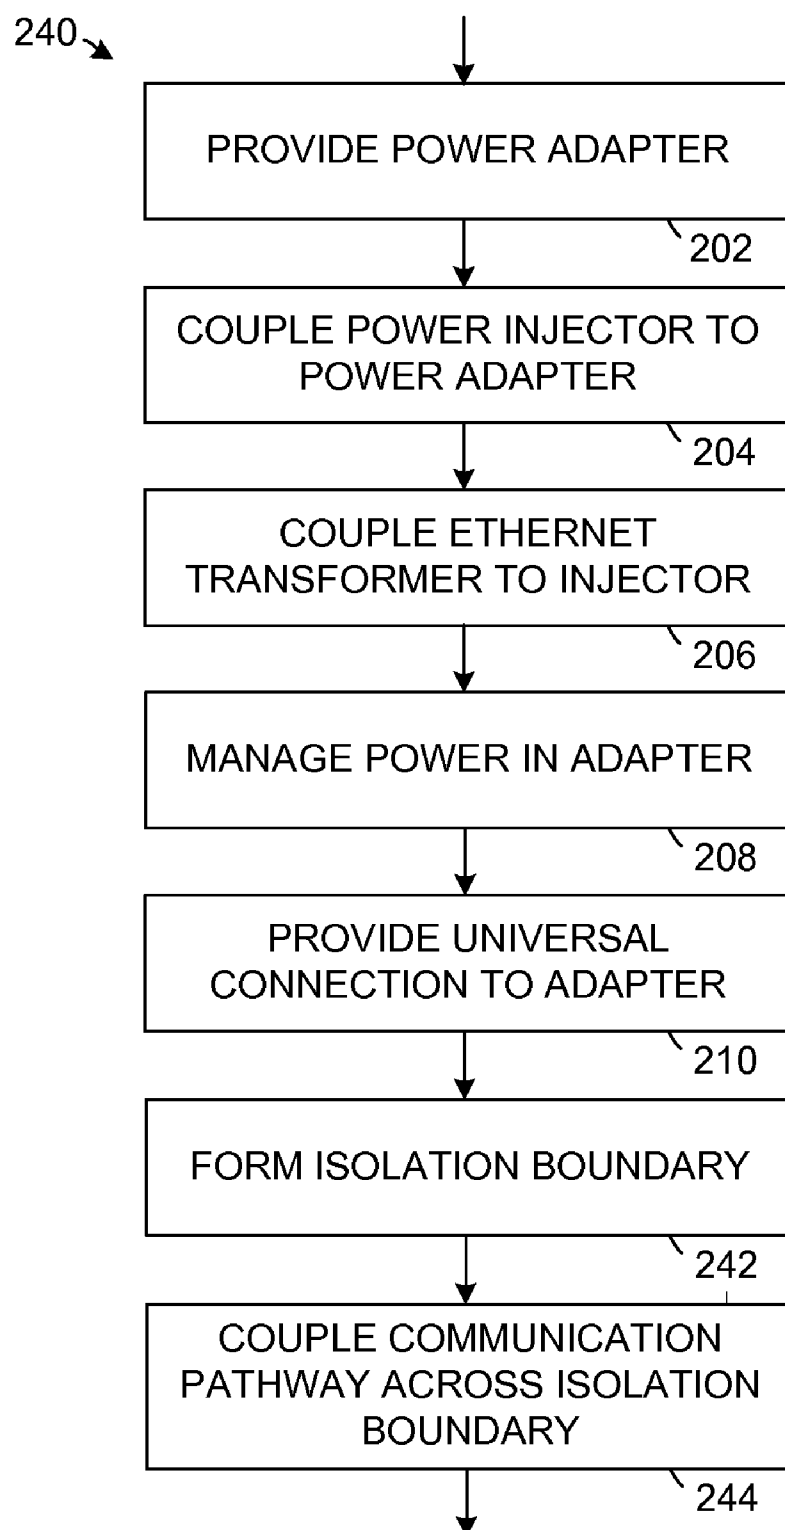 240
PROVIDE POWER ADAPTER
202
COUPLE POWER INJECTOR TO
POWER ADAPTER
204
COUPLE ETHERNET
TRANSFORMER TO INJECTOR
206
MANAGE POWER IN ADAPTER
208
PROVIDE UNIVERSAL
CONNECTION TO ADAPTER
210
FORM ISOLATION BOUNDARY
242
COUPLE COMMUNICATION
PATHWAY ACROSS ISOLATION
BOUNDARY
244